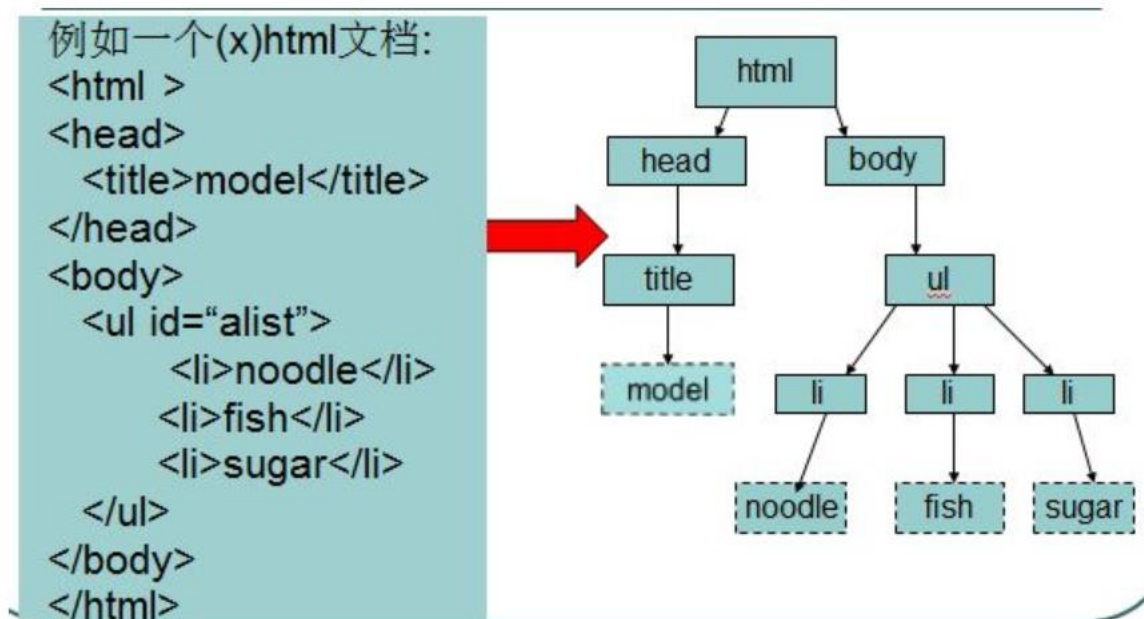 例如一个(x)html文档:
<html >
<head>
<title>model</title>
</head>
<body>
<ul id=“alist”>
<li>noodle</li>
<li>fish</li>
<li>sugar</li>
</ul>
</body>
</html>
html
head
body
title
ul
model
li
li
li
noodle
fish
sugar